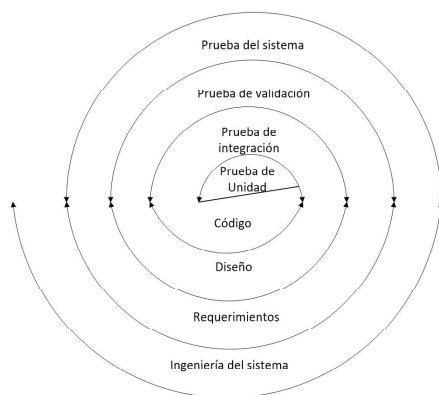 Prueba del sistema
Prueba de validación
Prueba de
integración
Prueba de
Unidad
Código
Diseño
Requerimientos
Ingeniería del sistema